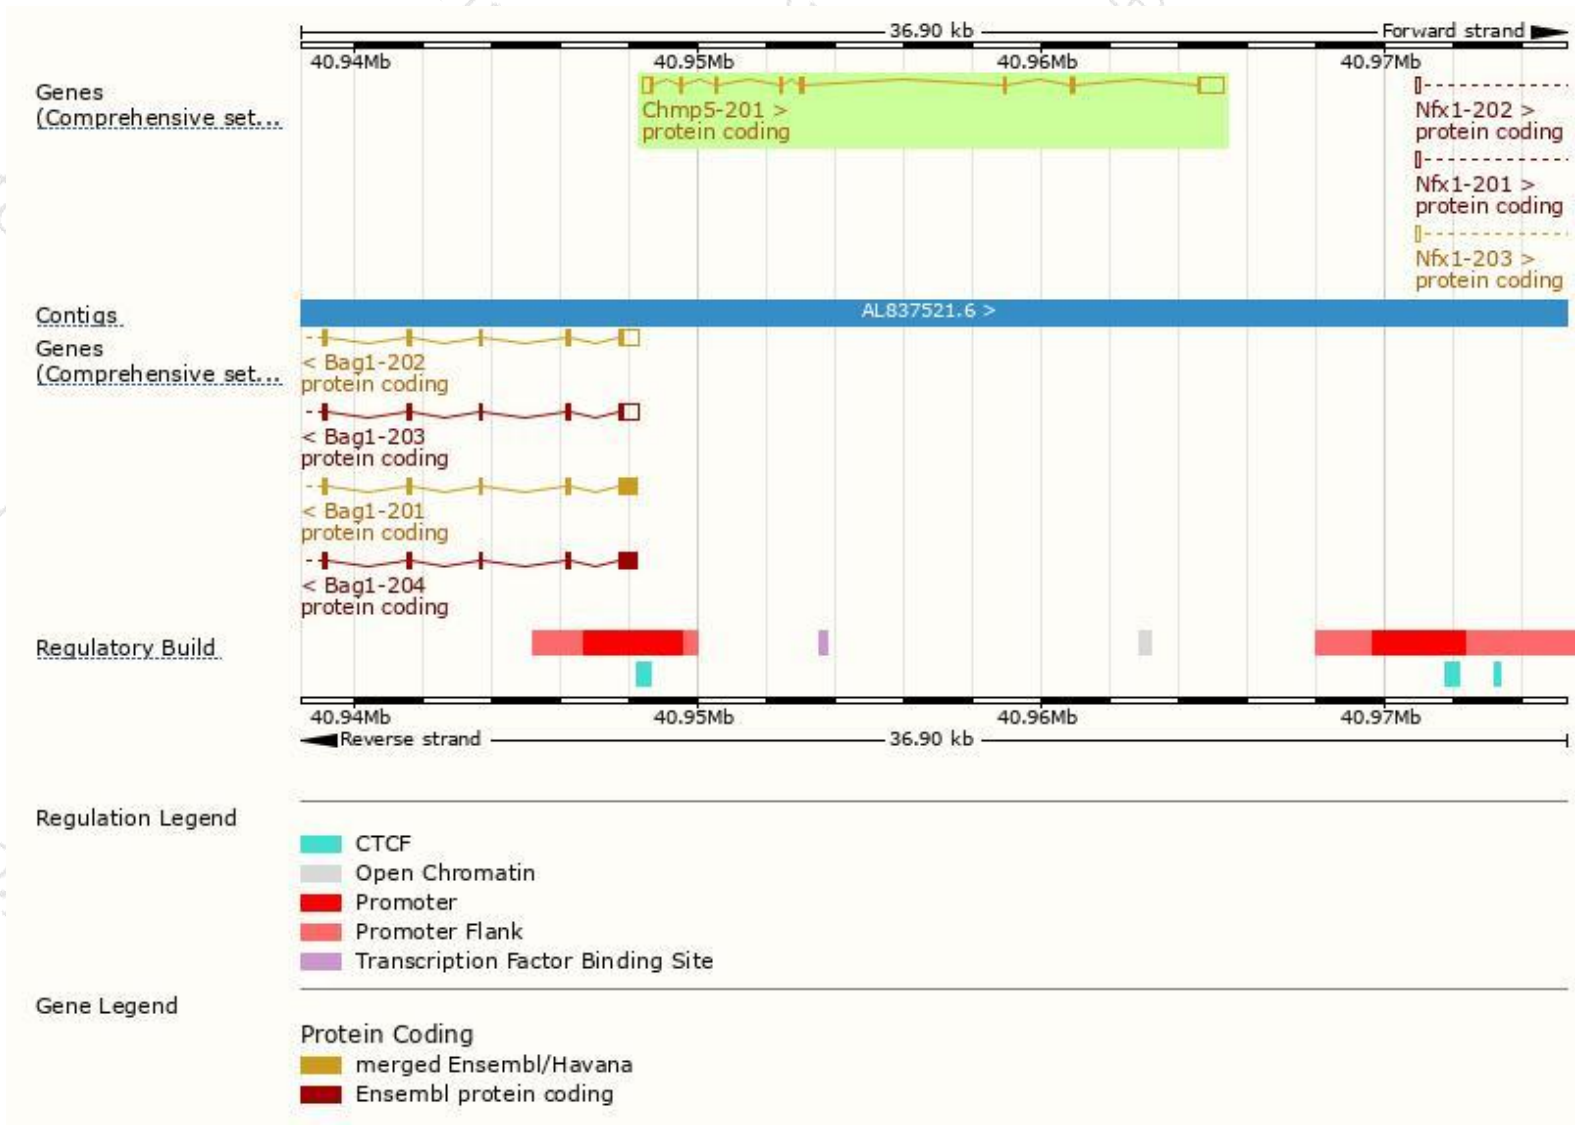 36.90 kb
Forward strand
40.94Mb 40.95Mb 40.96Mb 40.97Mb
Genes
(Comprehensive set...
Chmp5-201 >
protein coding
Nfx1-202 >
protein coding
Nfx1-201 >
protein coding
Nfx1-203 >
protein coding
Contigs
AL837521.6 >
Genes
(Comprehensive set...
< Bag1-202
protein coding
< Bag1-203
protein coding
< Bag1-201
protein coding
< Bag1-204
protein coding
Regulatory Build
40.94Mb 40.95Mb 40.96Mb 40.97Mb
Reverse strand
36.90 kb
Regulation Legend
CTCF
Open Chromatin
Promoter
Promoter Flank
Transcription Factor Binding Site
Gene Legend
Protein Coding
merged Ensembl/Havana
Ensembl protein coding